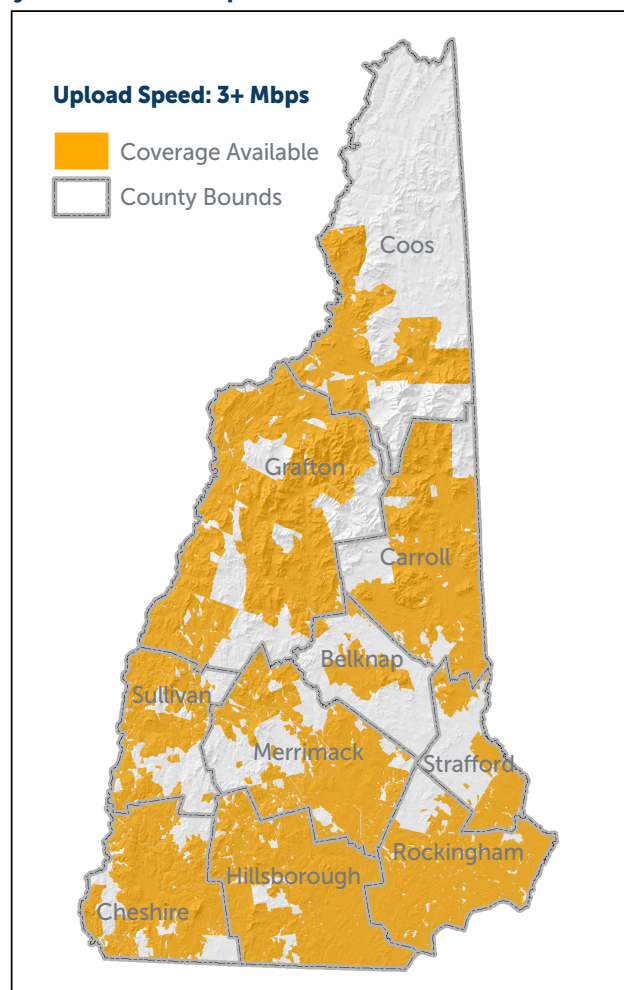 Upload Speed: 3+ Mbps
Coverage Available
County Bounds
Coos
Grafton
Carroll
Belknap
Sullivan
Merrimack
Strafford
Rockingham
Hillsborough
Cheshire